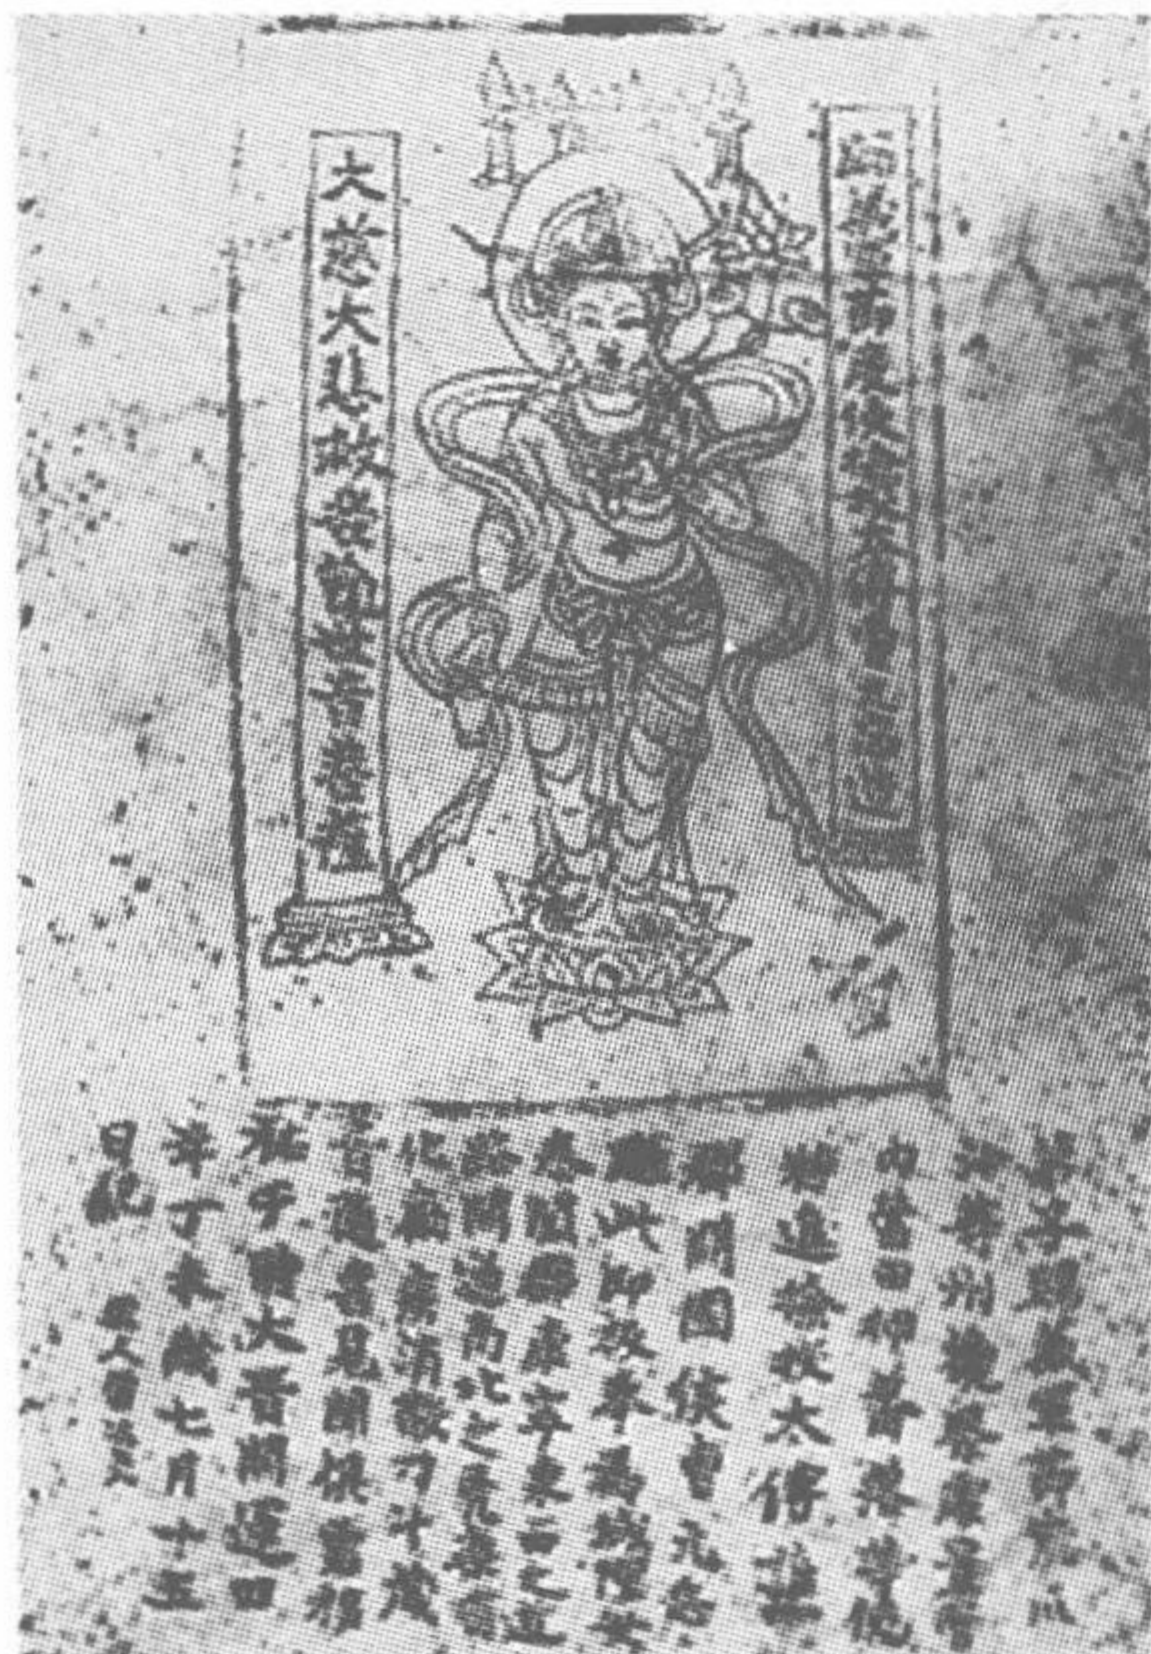 歸義軍節度使檢校太傅曹元忠造
大慈大悲救苦觀世音菩薩
弟子歸義軍節度瓜
沙等州觀察處置管
內營田押蕃落等使
特進檢校太傅譙
郡開國侯曹元忠
雕此印板奉為城隍安
泰闔郡康寧東西之道
路開通南北之兇渠順
化癘疾消散刁斗藏
音隨喜見聞俱霑福
祐于時大晉開運四
年丁未歲七月十五
日紀 匠人雷延美